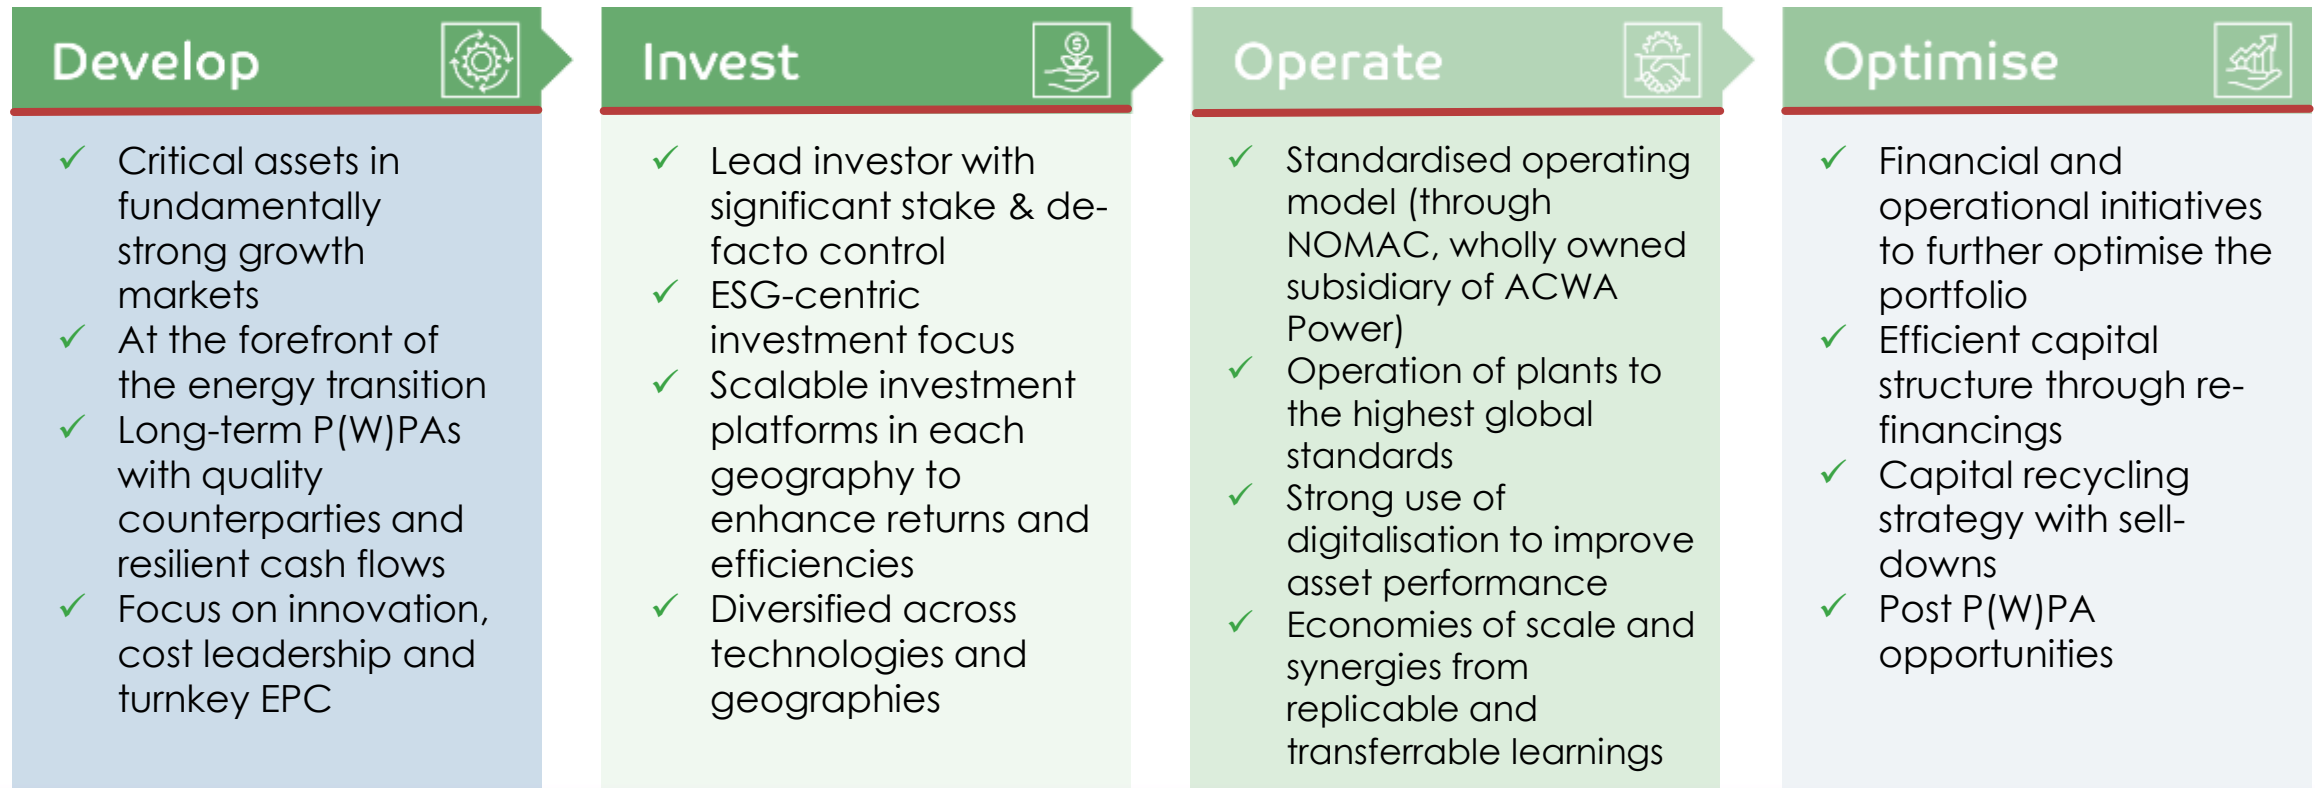 Develop
Critical assets in
fundamentally
strong growth
markets
At the forefront of
the energy transition
Long-term P(W)PAs
with quality
counterparties and
resilient cash flows
Focus on innovation,
cost leadership and
turnkey EPC
Invest
Lead investor with
significant stake & de-
facto control
ESG-centric
investment focus
Scalable investment
platforms in each
geography to
enhance returns and
efficiencies
Diversified across
technologies and
geographies
Operate
Standardised operating
model (through
NOMAC, wholly owned
subsidiary of ACWA
Power)
Operation of plants to
the highest global
standards
Strong use of
digitalisation to improve
asset performance
Economies of scale and
synergies from
replicable and
transferrable learnings
Optimise
Financial and
operational initiatives
to further optimise the
portfolio
Efficient capital
structure through re-
financings
Capital recycling
strategy with sell-
downs
Post P(W)PA
opportunities